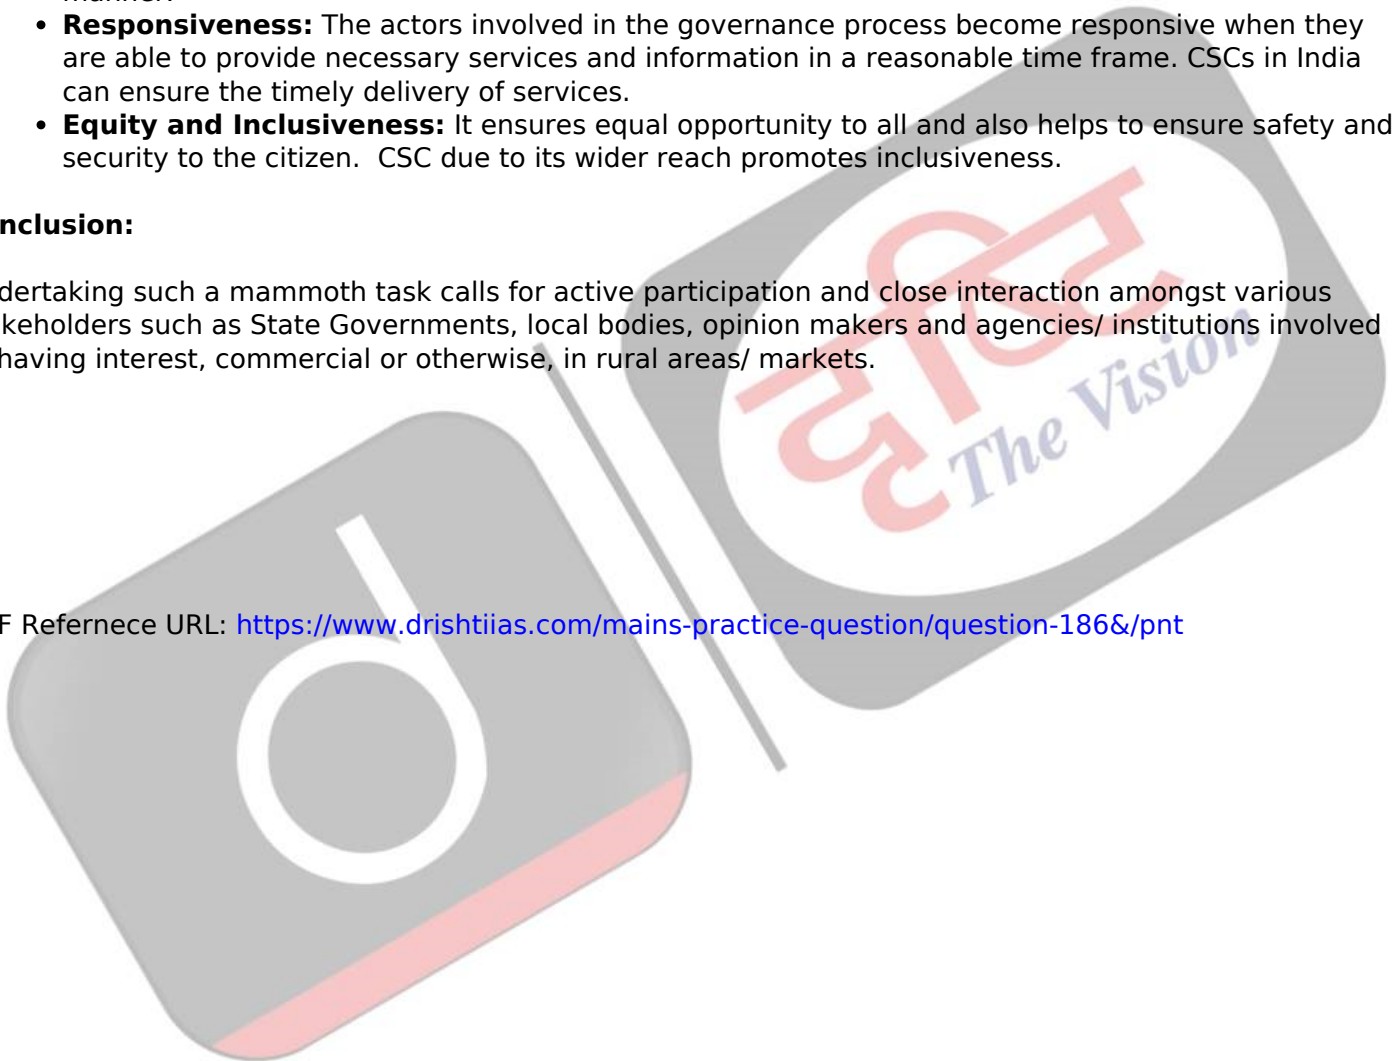 • Responsiveness: The actors involved in the governance process become responsive when they
are able to provide necessary services and information in a reasonable time frame. CSCs in India
can ensure the timely delivery of services.
• Equity and Inclusiveness: It ensures equal opportunity to all and also helps to ensure safety and
security to the citizen.  CSC due to its wider reach promotes inclusiveness.
nclusion:
dertaking such a mammoth task calls for active participation and close interaction amongst various
keholders such as State Governments, local bodies, opinion makers and agencies/ institutions involved
having interest, commercial or otherwise, in rural areas/ markets.
दृष्टि
The Vision
d
F Refernece URL: https://www.drishtiias.com/mains-practice-question/question-186&/pnt